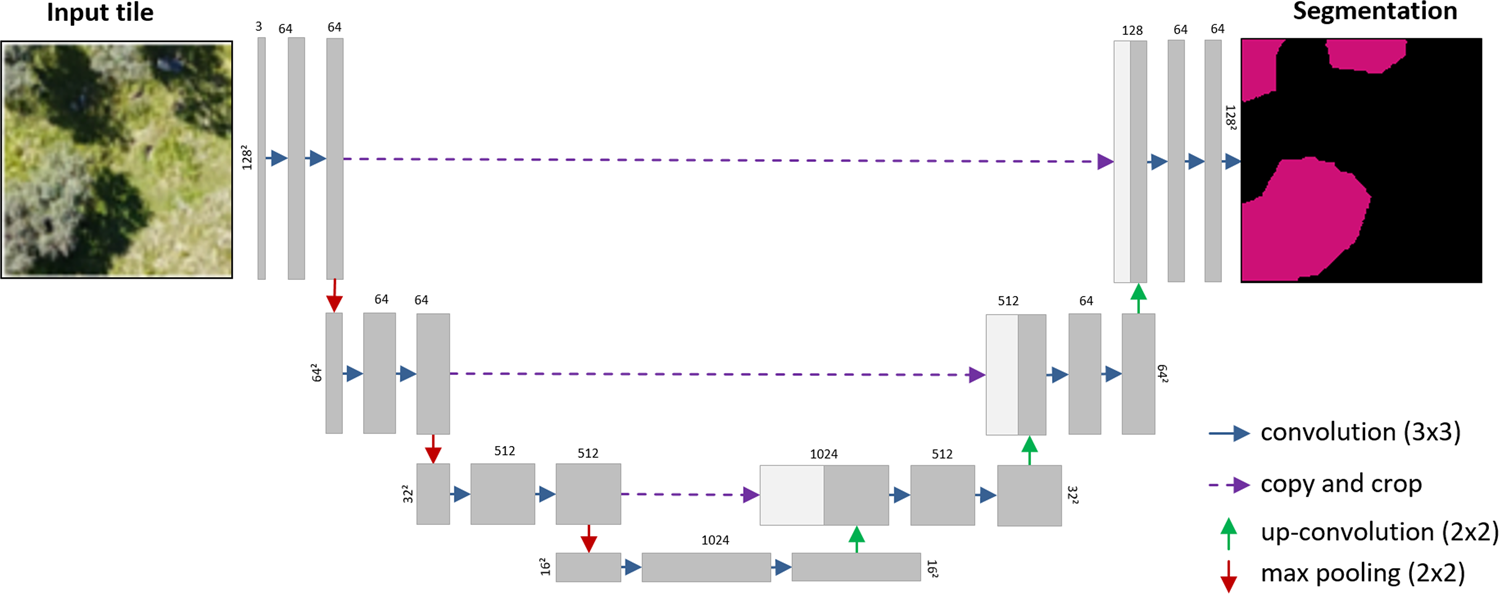 Input tile
Segmentation
3 64 64
128 64 64
128²
128²
64 64
512 64
64²
64²
512 512
1024 512
32²
32²
1024
16²
16²
convolution (3x3)
copy and crop
up-convolution (2x2)
max pooling (2x2)